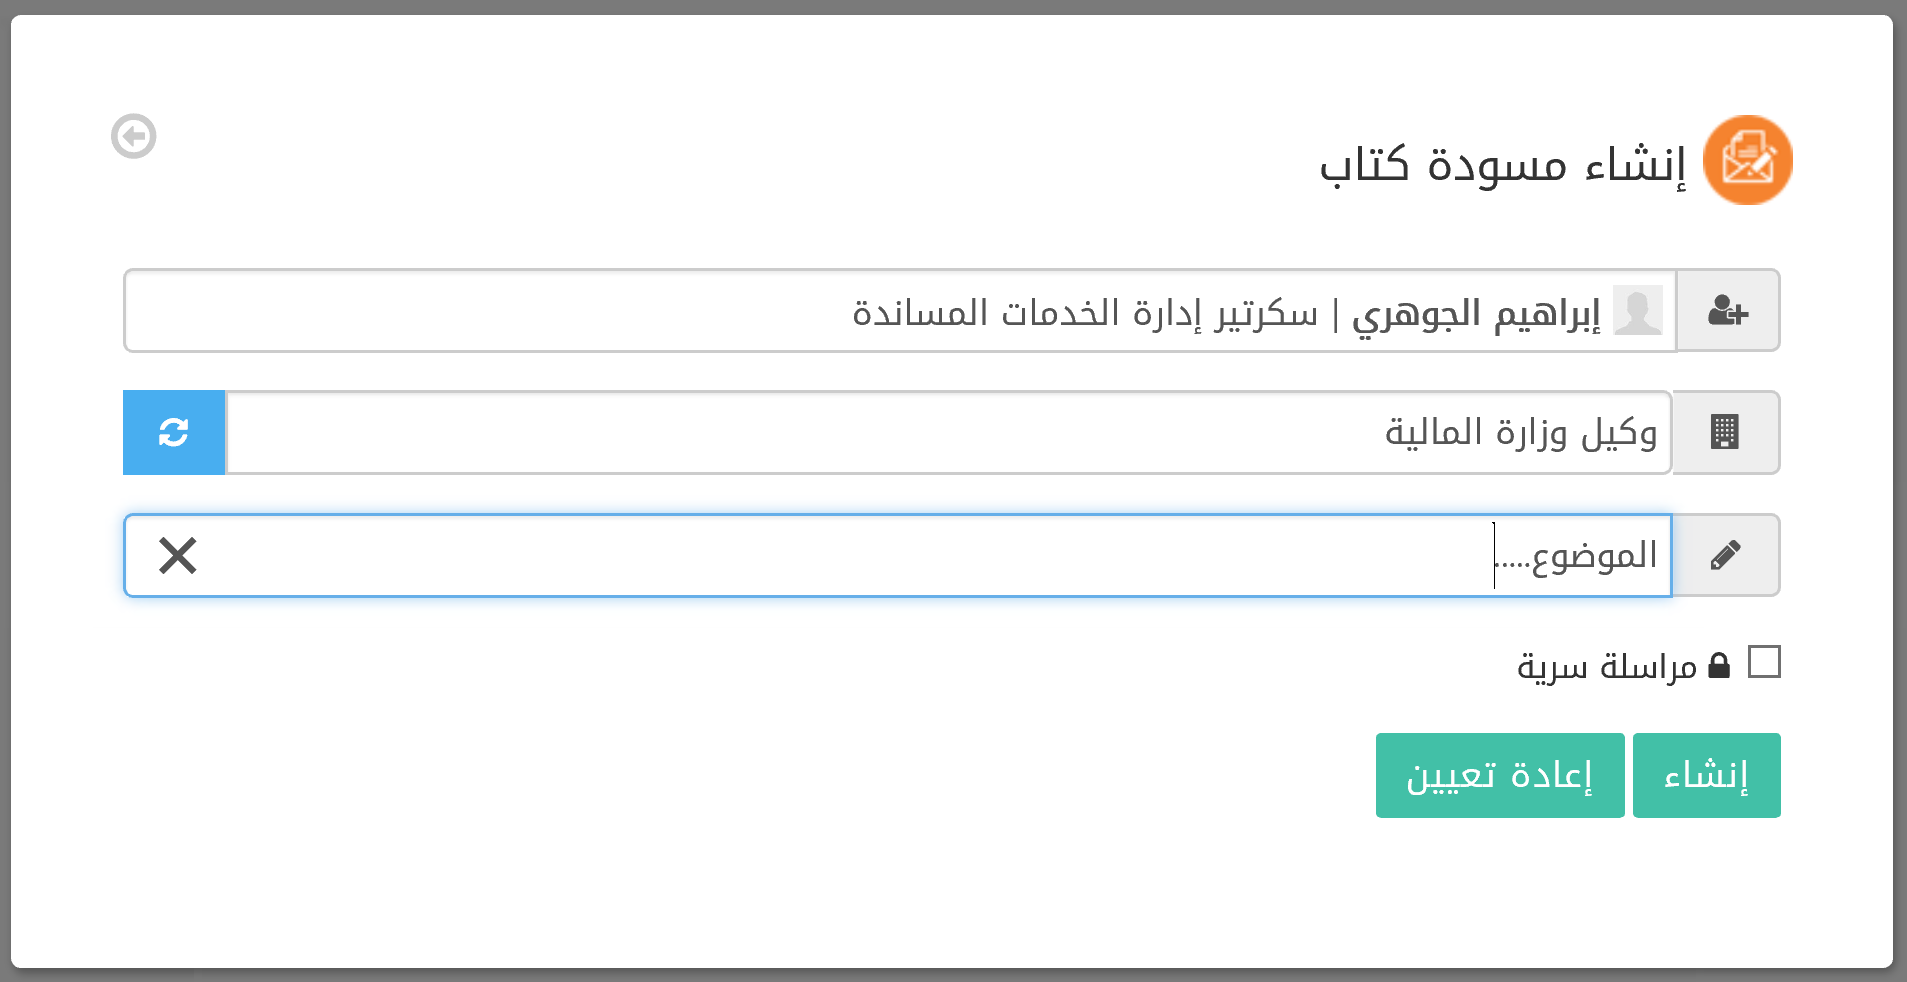 إنشاء مسودة كتاب
إبراهيم الجوهري | سكرتير إدارة الخدمات المساندة
وكيل وزارة المالية
الموضوع.....
مراسلة سرية
إنشاء
إعادة تعيين